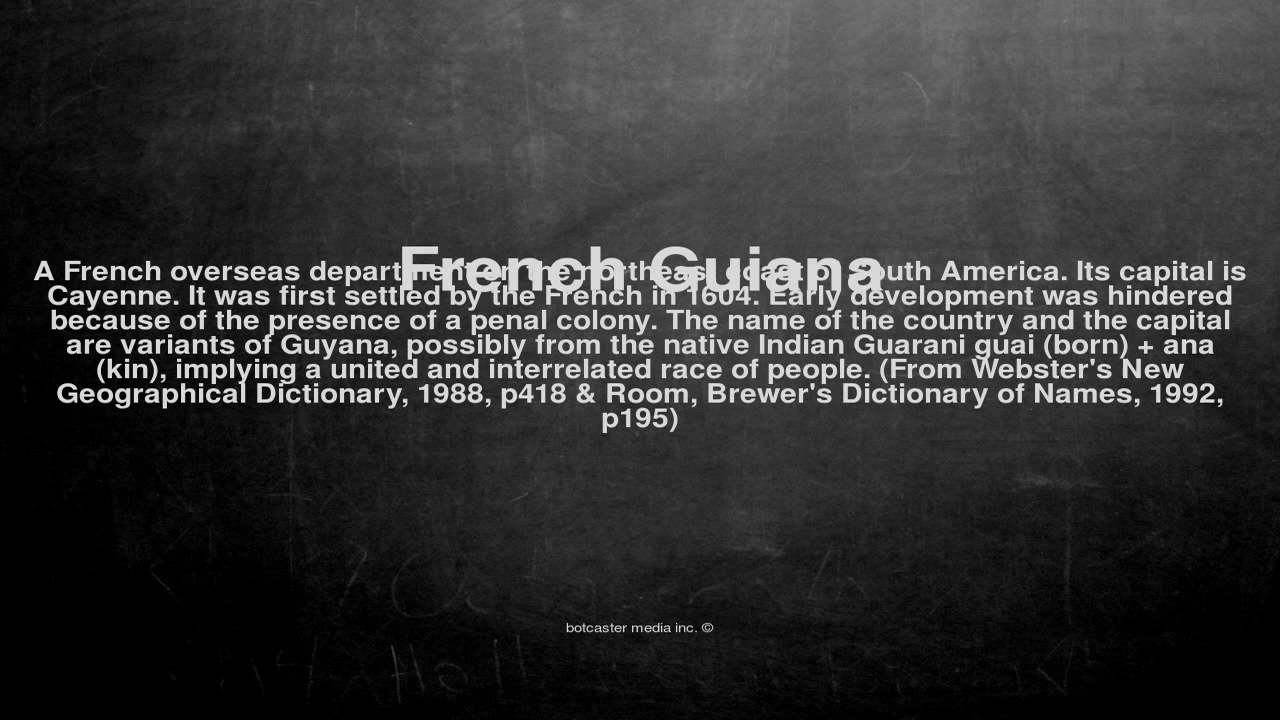 French Guiana
A French overseas department on the northeast coast of South America. Its capital is
Cayenne. It was first settled by the French in 1604. Early development was hindered
because of the presence of a penal colony. The name of the country and the capital
are variants of Guyana, possibly from the native Indian Guarani guai (born) + ana
(kin), implying a united and interrelated race of people. (From Webster's New
Geographical Dictionary, 1988, p418 & Room, Brewer's Dictionary of Names, 1992,
p195)
botcaster media inc. ©